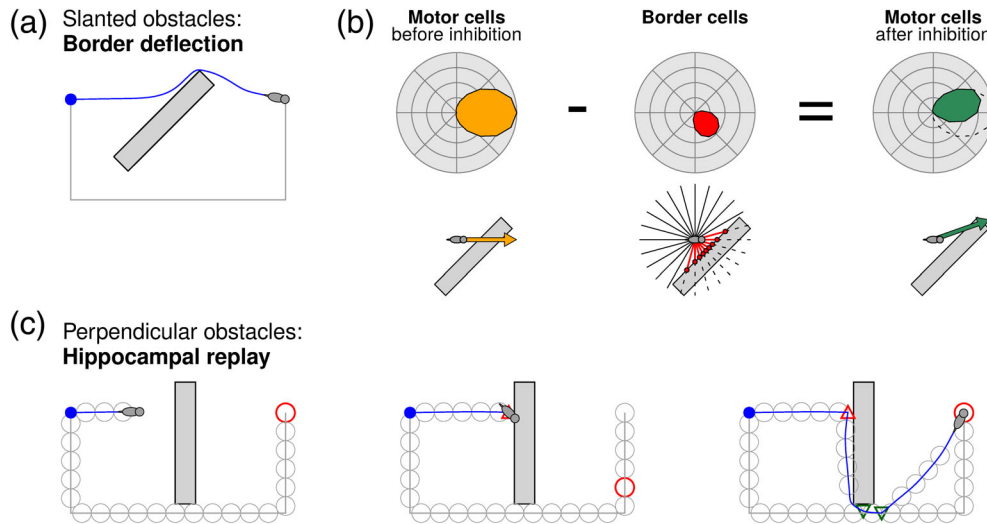 (a) Slanted obstacles:
Border deflection
(b)
Motor cells
before inhibition
-
Border cells
=
Motor cells
after inhibition
(c) Perpendicular obstacles:
Hippocampal replay